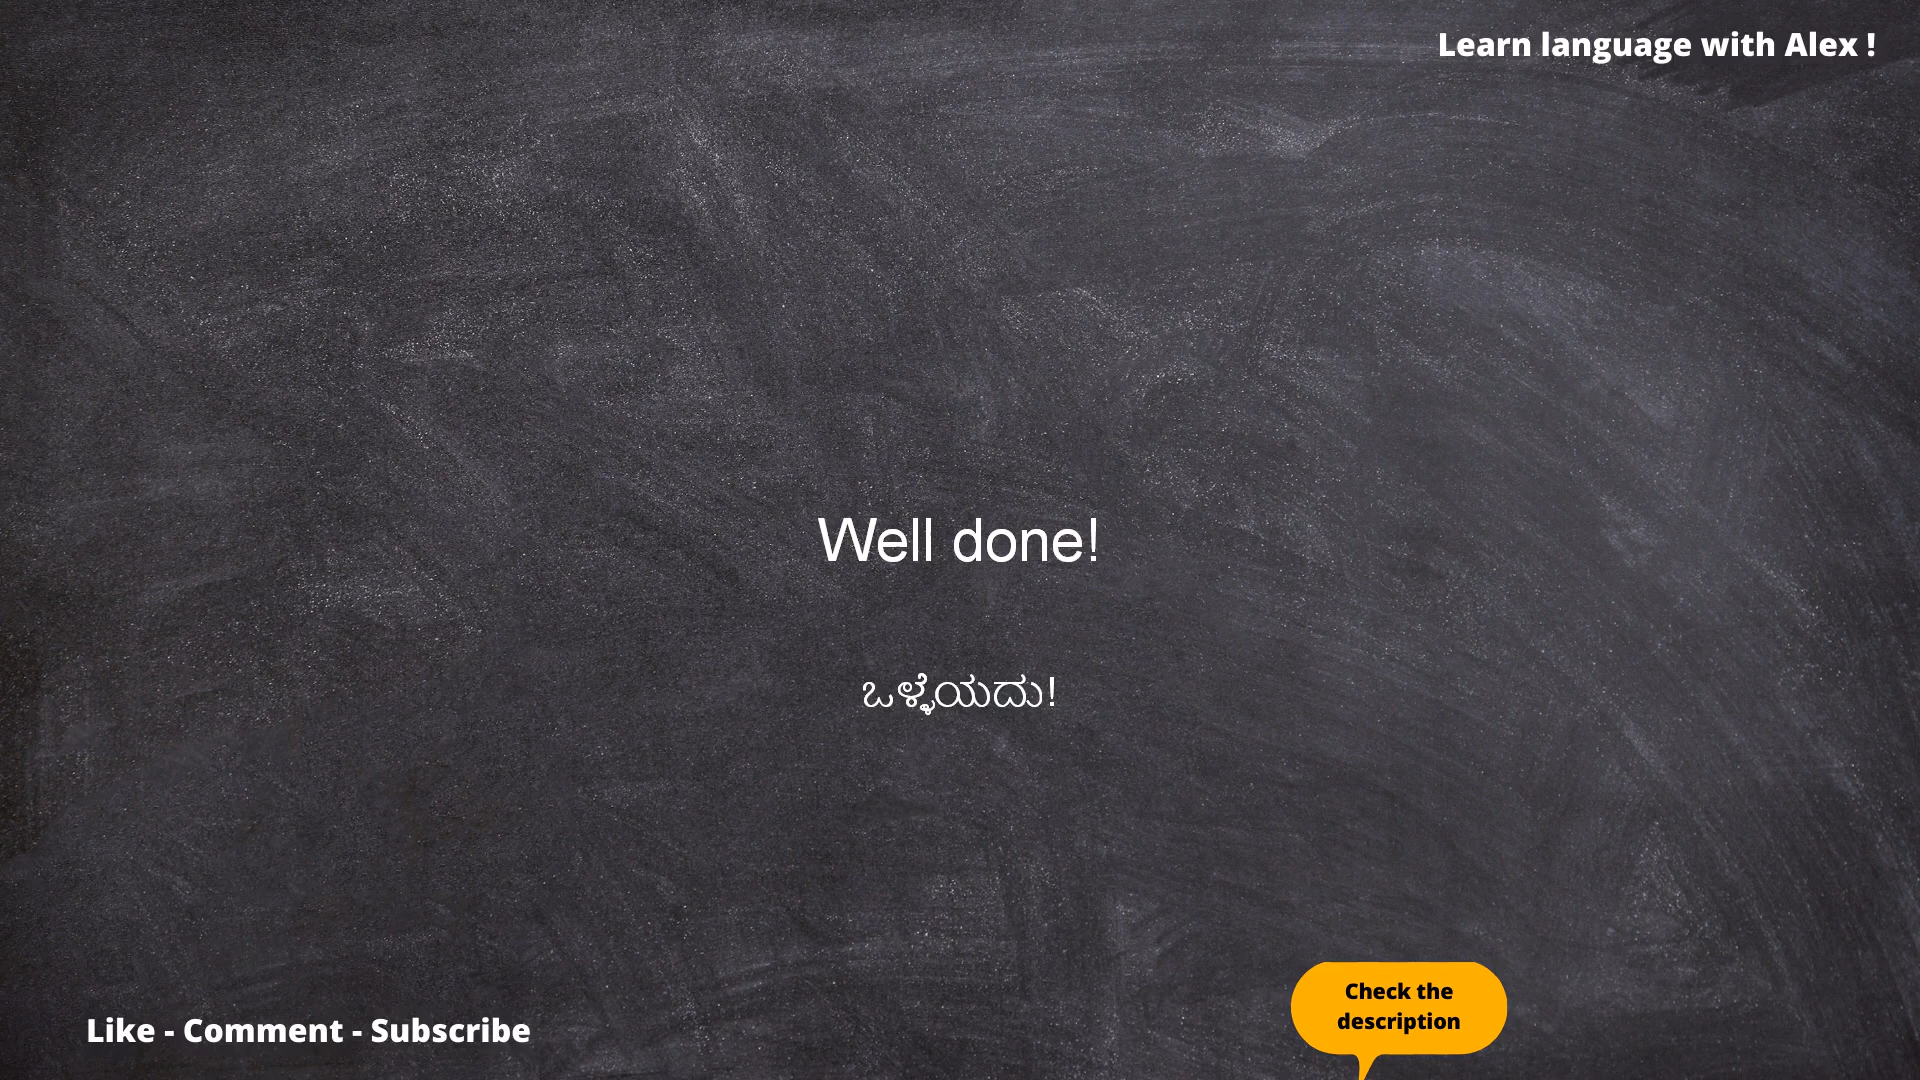 Learn language with Alex !
Well done!
ಒಳ್ಳೆಯದು!
Check the
description
Like - Comment - Subscribe